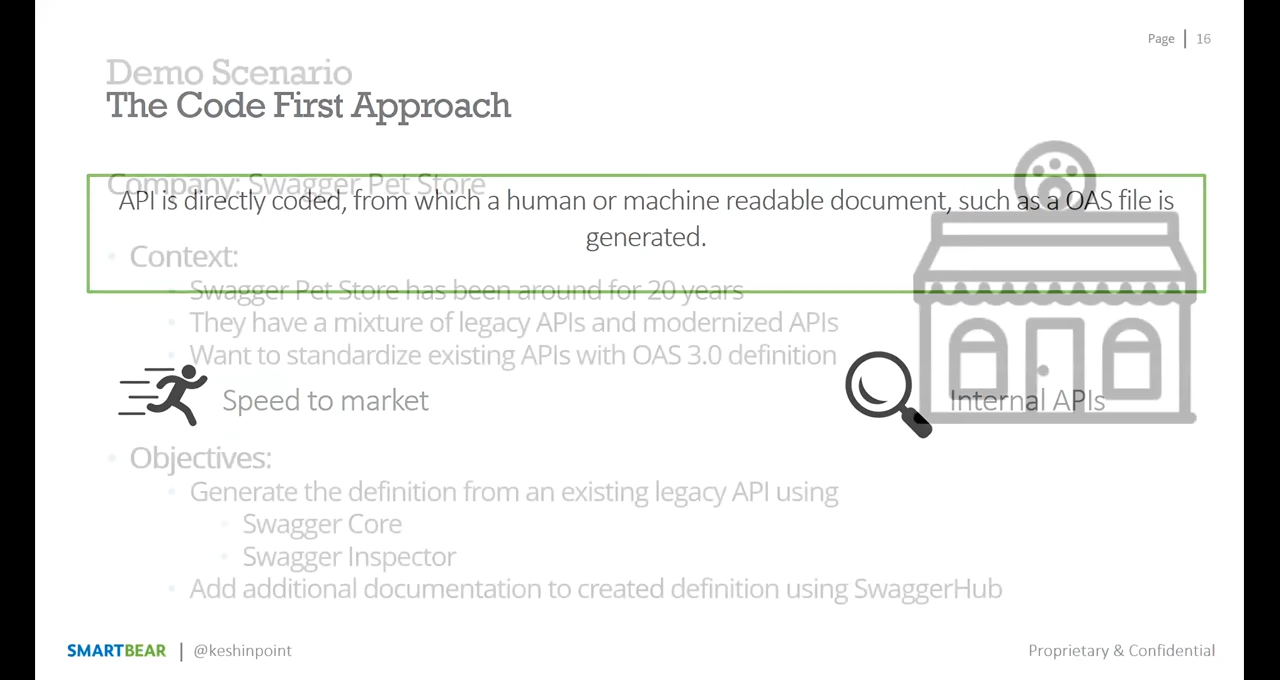 Page | 16
Demo Scenario
The Code First Approach
Company: Swagger Pet Store
API is directly coded, from which a human or machine readable document, such as a OAS file is
generated.
• Context:
• Swagger Pet Store has been around for 20 years
• They have a mixture of legacy APIs and modernized APIs
• Want to standardize existing APIs with OAS 3.0 definition
Speed to market
Internal APIs
• Objectives:
• Generate the definition from an existing legacy API using
• Swagger Core
• Swagger Inspector
• Add additional documentation to created definition using SwaggerHub
SMARTBEAR | @keshinpoint
Proprietary & Confidential